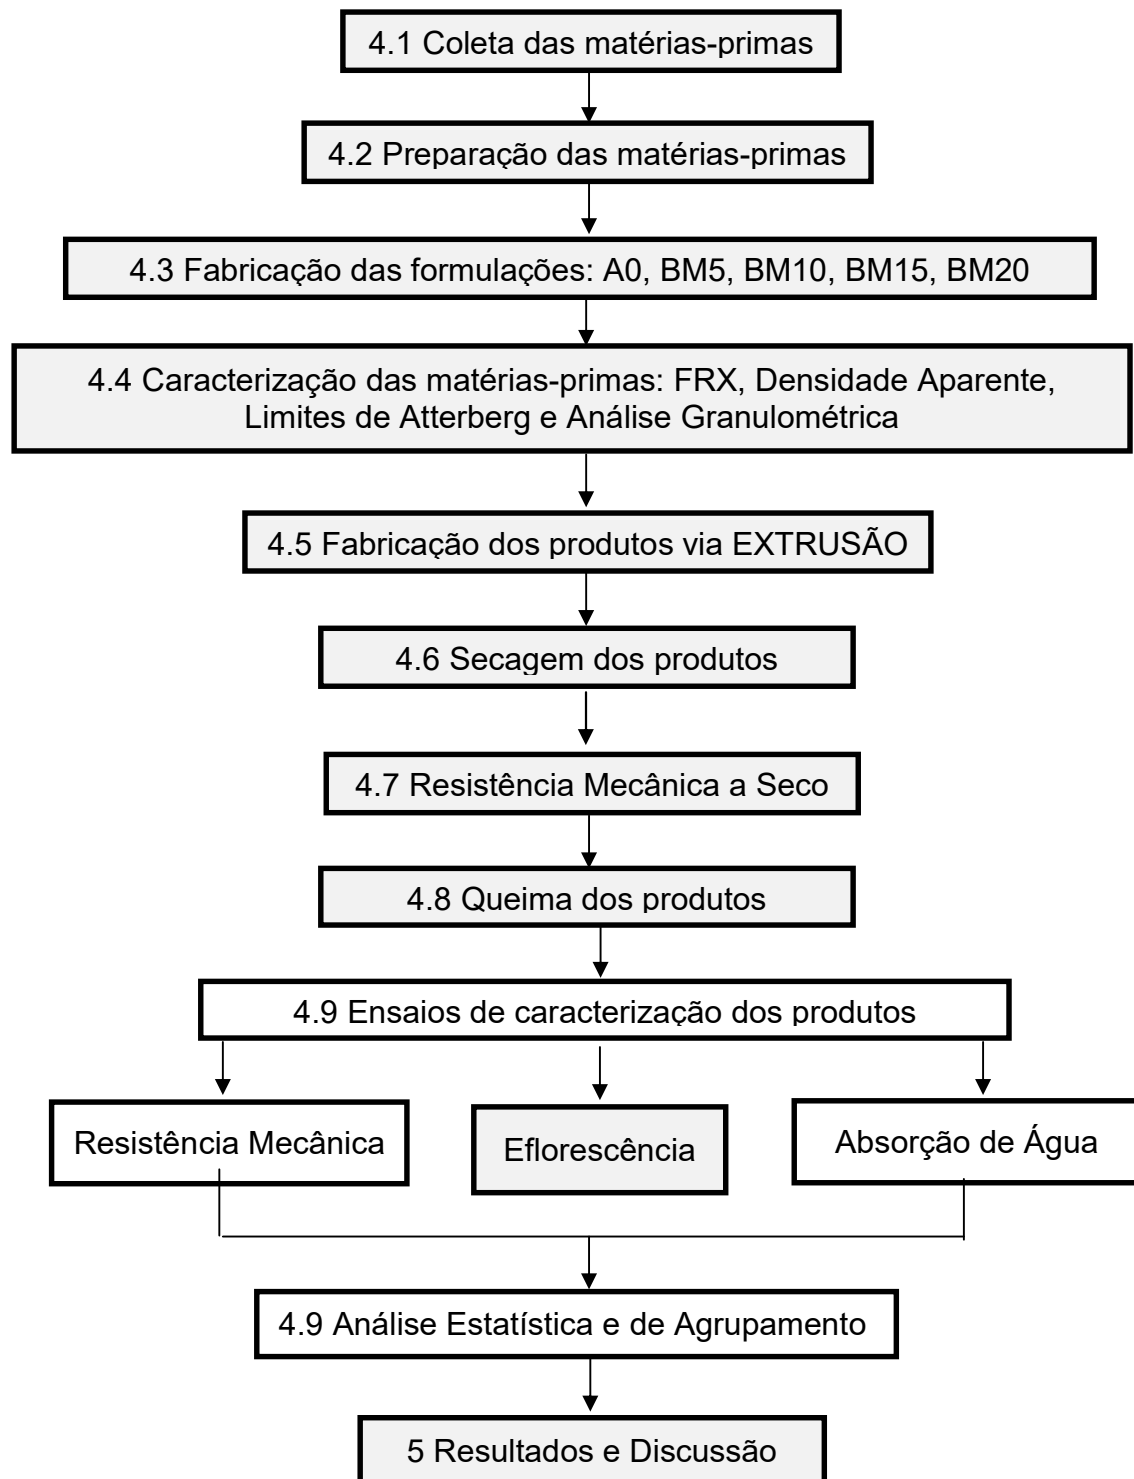 4.1 Coleta das matérias-primas
4.2 Preparação das matérias-primas
4.3 Fabricação das formulações: A0, BM5, BM10, BM15, BM20
4.4 Caracterização das matérias-primas: FRX, Densidade Aparente,
Limites de Atterberg e Análise Granulométrica
4.5 Fabricação dos produtos via EXTRUSÃO
4.6 Secagem dos produtos
4.7 Resistência Mecânica a Seco
4.8 Queima dos produtos
4.9 Ensaios de caracterização dos produtos
Resistência Mecânica
Eflorescência
Absorção de Água
4.9 Análise Estatística e de Agrupamento
5 Resultados e Discussão